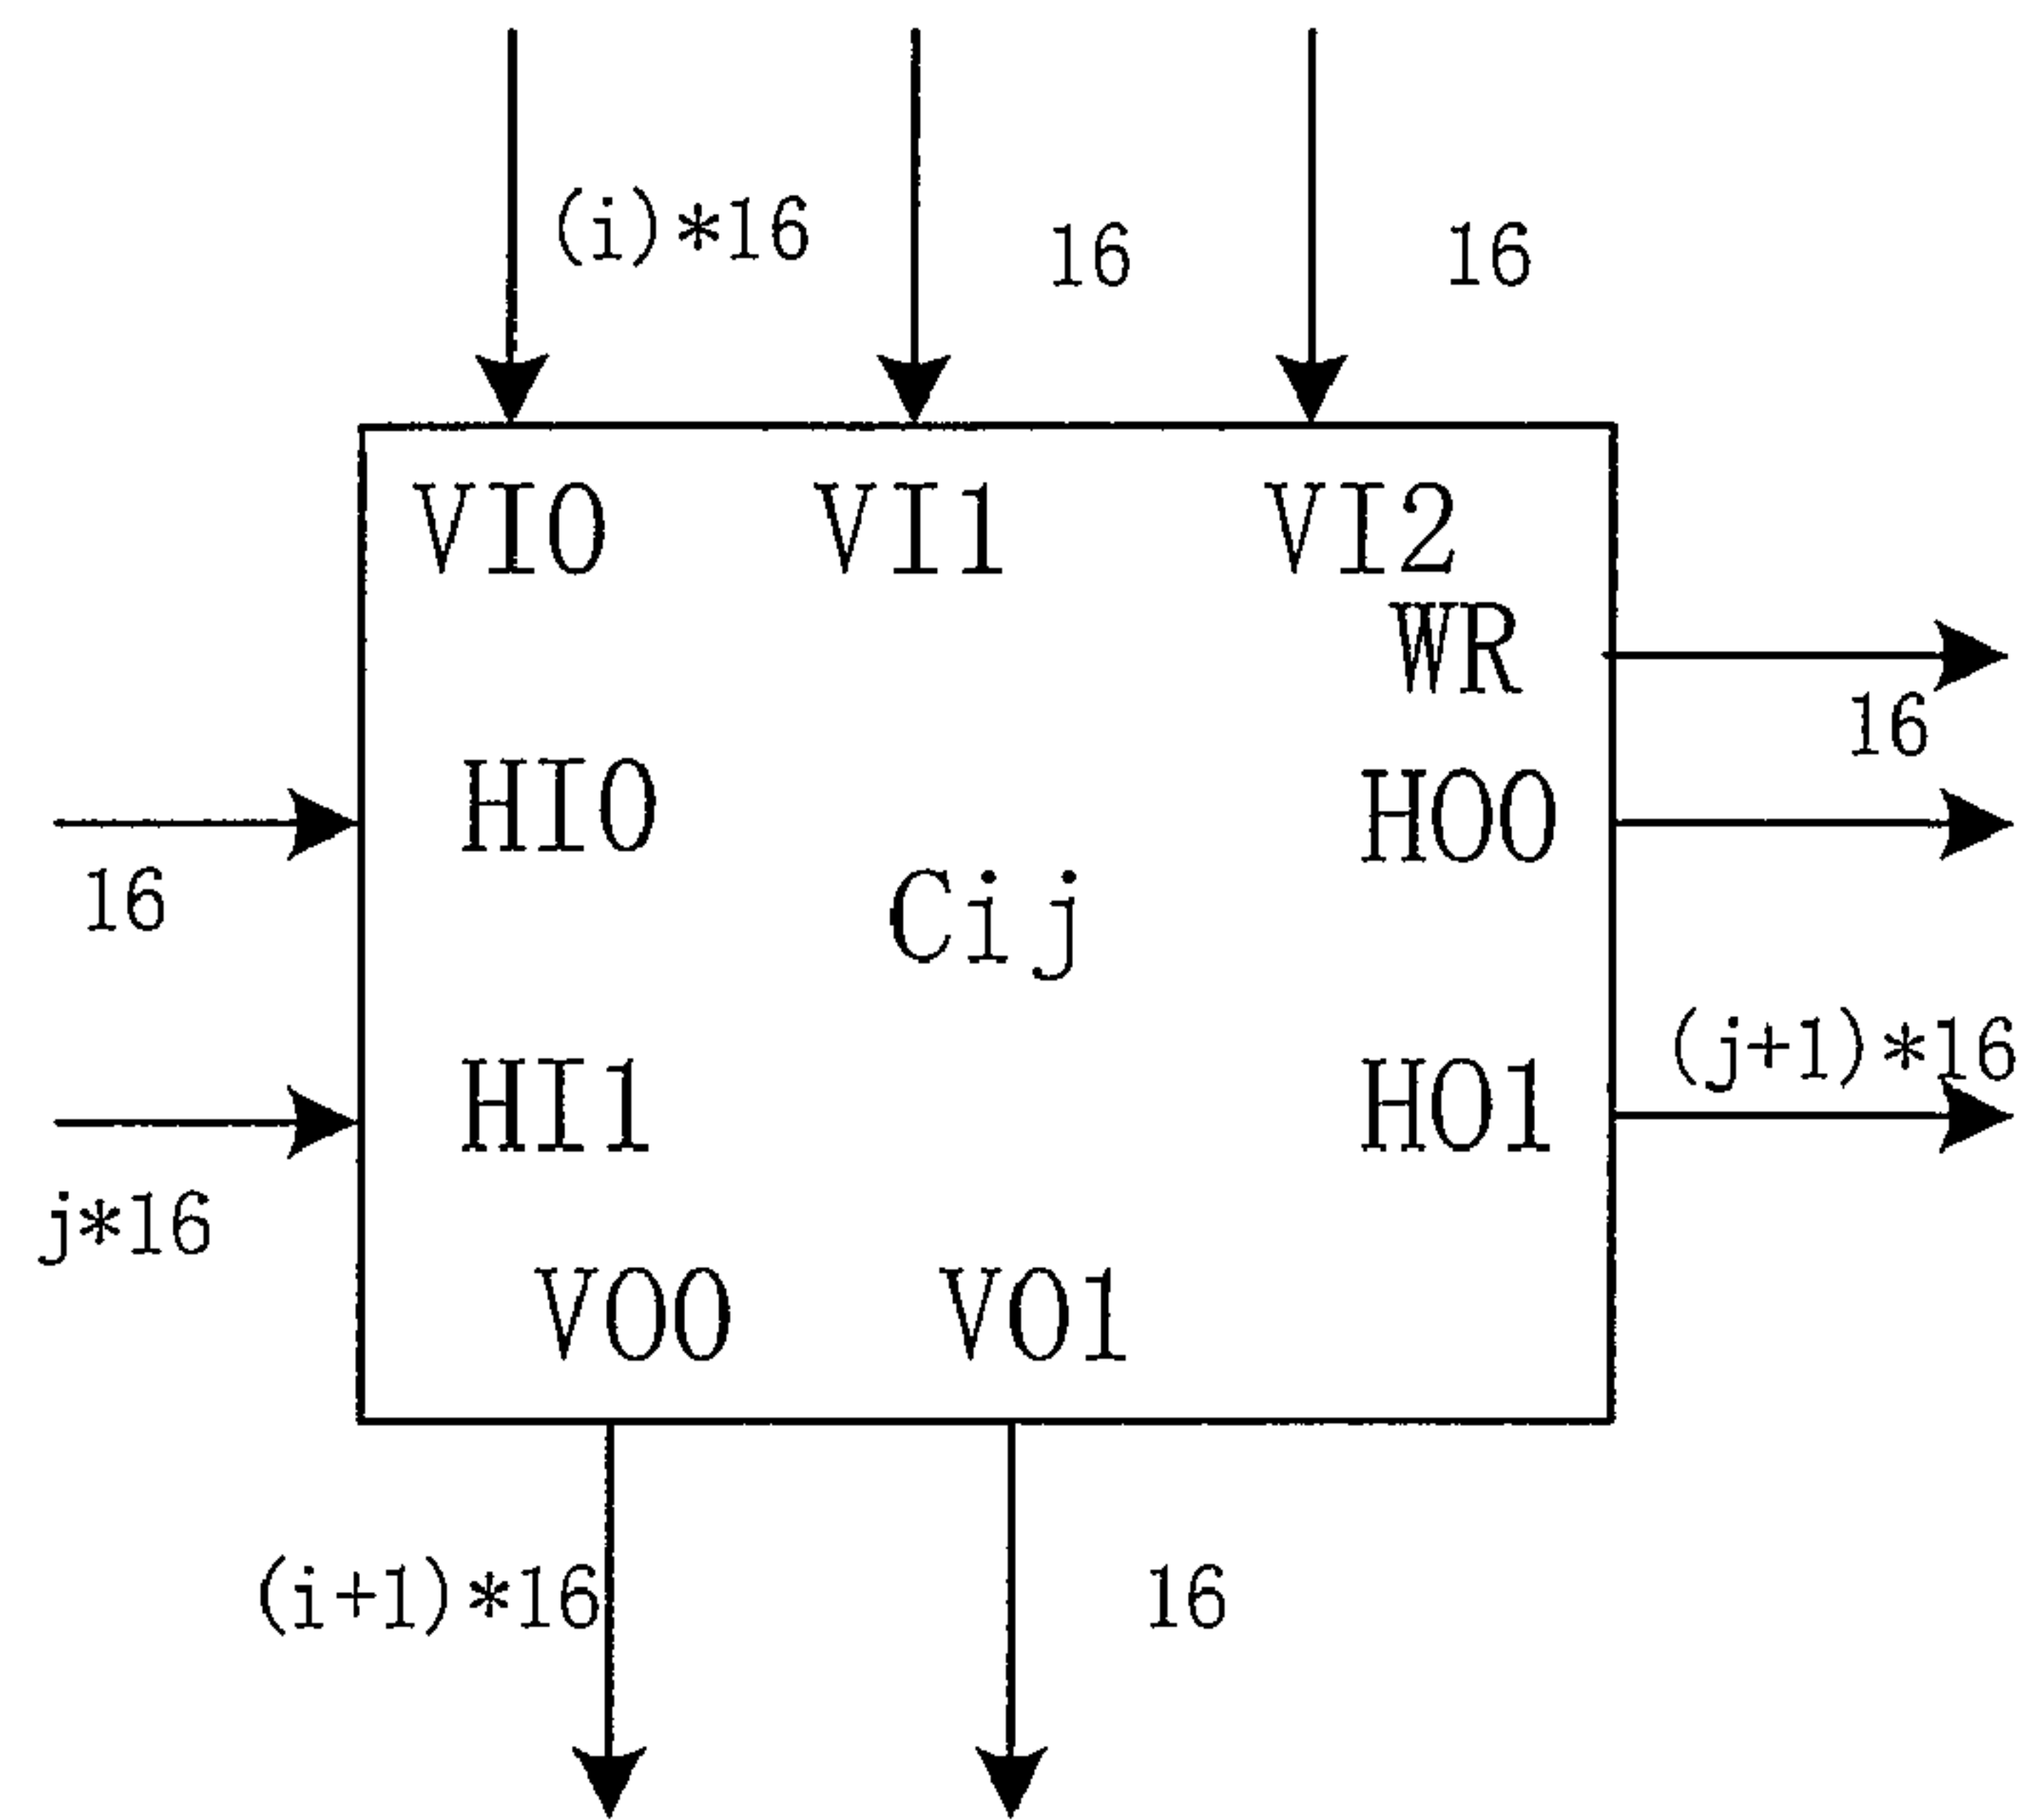 (i)*16
16
16
VI0
VI1
VI2
WR
16
HI0
HO0
16
Cij
(j+1)*16
HI1
HO1
j*16
VO0
VO1
(i+1)*16
16